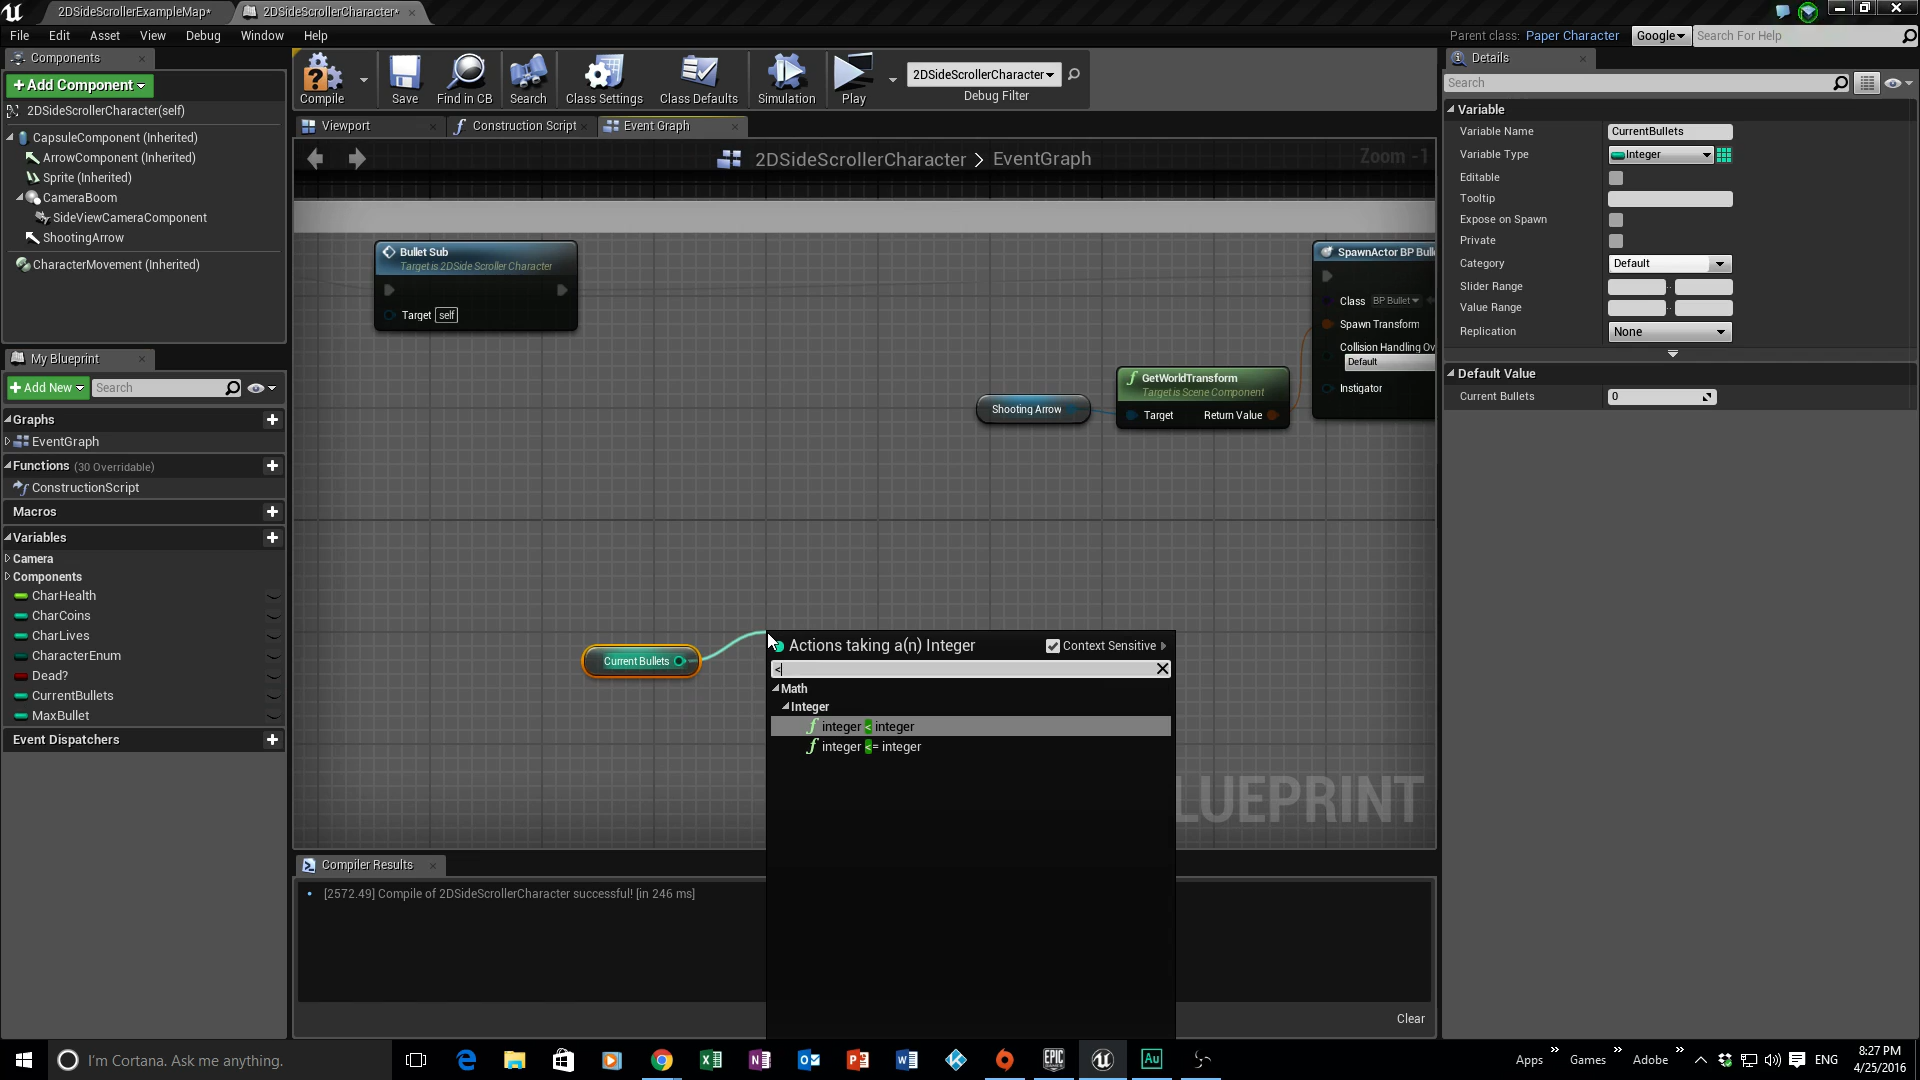 2DSideScrollerExampleMap*
2DSideScrollerCharacter*
File Edit Asset View Debug Window Help
Parent class: Paper Character Google Search For Help
Components
+Add Component
2DSideScrollerCharacter(self)
CapsuleComponent (Inherited)
ArrowComponent (Inherited)
Sprite (Inherited)
CameraBoom
SideViewCameraComponent
ShootingArrow
CharacterMovement (Inherited)
My Blueprint
+Add New Search
Graphs
EventGraph
Functions (30 Overridable)
ConstructionScript
Macros
Variables
Camera
Components
CharHealth
CharCoins
CharLives
CharacterEnum
Dead?
CurrentBullets
MaxBullet
Event Dispatchers
Compile Save Find in CB Search Class Settings Class Defaults Simulation Play
2DSideScrollerCharacter
Debug Filter
Viewport Construction Script Event Graph
2DSideScrollerCharacter > EventGraph
Zoom -1
Bullet Sub
Target is 2DSide Scroller Character
Target self
SpawnActor BP Bull
Class BP Bullet
Spawn Transform
Collision Handling Ov
Default
Instigator
GetWorldTransform
Target is Scene Component
Target Return Value
Shooting Arrow
Current Bullets
Actions taking a(n) Integer Context Sensitive
<
Math
Integer
integer < integer
integer <= integer
LUEPRINT
Compiler Results
[2572.49] Compile of 2DSideScrollerCharacter successful! [in 246 ms]
Clear
Details
Search
Variable
Variable Name CurrentBullets
Variable Type Integer
Editable
Tooltip
Expose on Spawn
Private
Category Default
Slider Range
Value Range
Replication None
Default Value
Current Bullets 0
I'm Cortana. Ask me anything.
EPIC
GAMES
Au
Apps Games Adobe ENG
8:27 PM
4/25/2016